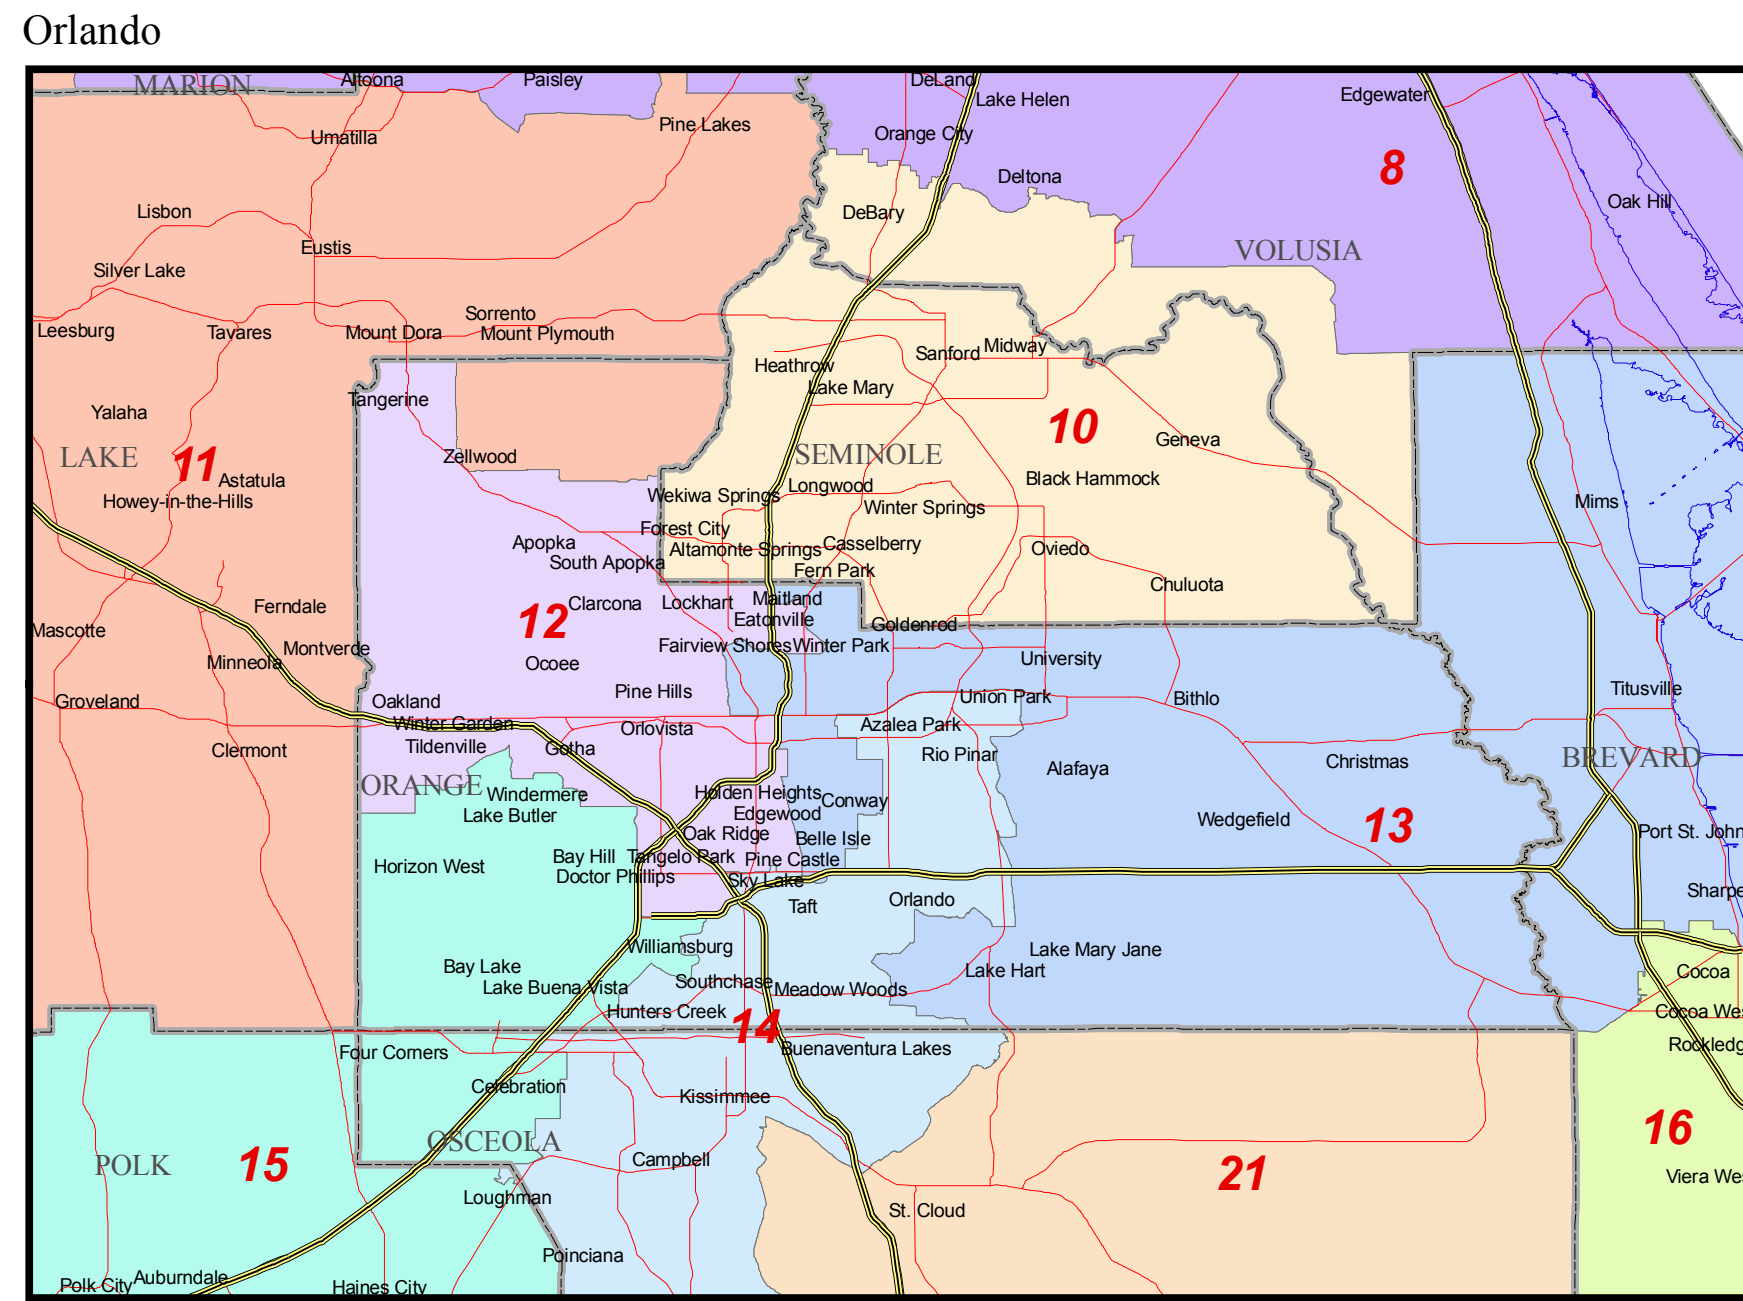 Orlando
MARION
Altoona
Paisley
DeLand
Lake Helen
Edgewater
Umatilla
Pine Lakes
Orange City
8
Deltona
Lisbon
DeBary
Oak Hill
Eustis
VOLUSIA
Silver Lake
Sorrento
Leesburg
Tavares
Mount Dora
Mount Plymouth
Midway
Sanford
Heathrow
Lake Mary
Tangerine
Yalaha
10
Geneva
LAKE
11
Zellwood
SEMINOLE
Astatula
Black Hammock
Howey-in-the-Hills
Wekiwa Springs
Longwood
Winter Springs
Mims
Forest City
Apopka
Altamonte Springs
Casselberry
Oviedo
South Apopka
Fern Park
Chuluota
Ferndale
12
Clarcona
Lockhart
Maitland
Eatonville
Goldenrod
Mascotte
Montverde
Minneola
Ocoee
Fairview Shores
Winter Park
University
Groveland
Oakland
Pine Hills
Union Park
Bithlo
Titusville
Winter Garden
Orlovista
Azalea Park
Clermont
Tildenville
Gotha
Rio Pinar
Alafaya
Christmas
BREVARD
ORANGE
Windermere
Holden Heights
Conway
Lake Butler
Edgewood
Wedgefield
13
Oak Ridge
Belle Isle
Port St. John
Horizon West
Bay Hill
Tangelo Park
Pine Castle
Doctor Phillips
Sky Lake
Taft
Orlando
Sharpe
Williamsburg
Lake Mary Jane
Bay Lake
Lake Hart
Cocoa
Lake Buena Vista
Southchase
Meadow Woods
Hunters Creek
14
Cocoa Wes
Four Corners
Buenaventura Lakes
Rockledg
Celebration
Kissimmee
16
OSCEOLA
POLK
15
Campbell
21
Viera Wes
Loughman
St. Cloud
Poinciana
Polk City
Auburndale
Haines City